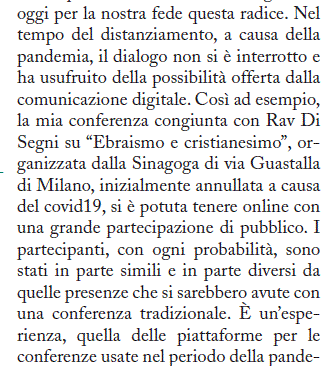 oggi per la nostra fede questa radice. Nel
tempo del distanziamento, a causa della
pandemia, il dialogo non si è interrotto e
ha usufruito della possibilità offerta dalla
comunicazione digitale. Così ad esempio,
la mia conferenza congiunta con Rav Di
Segni su “Ebraismo e cristianesimo”, or-
ganizzata dalla Sinagoga di via Guastalla
di Milano, inizialmente annullata a causa
del covid19, si è potuta tenere online con
una grande partecipazione di pubblico. I
partecipanti, con ogni probabilità, sono
stati in parte simili e in parte diversi da
quelle presenze che si sarebbero avute con
una conferenza tradizionale. È un’espe-
rienza, quella delle piattaforme per le
conferenze usate nel periodo della pande-